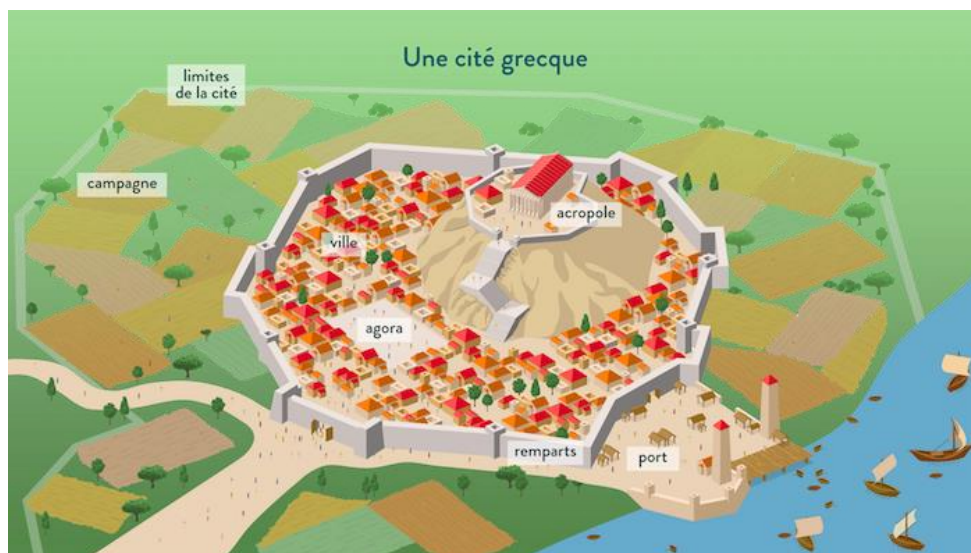 Une cité grecque
limites
de la cité
campagne
acropole
ville
agora
remparts
port